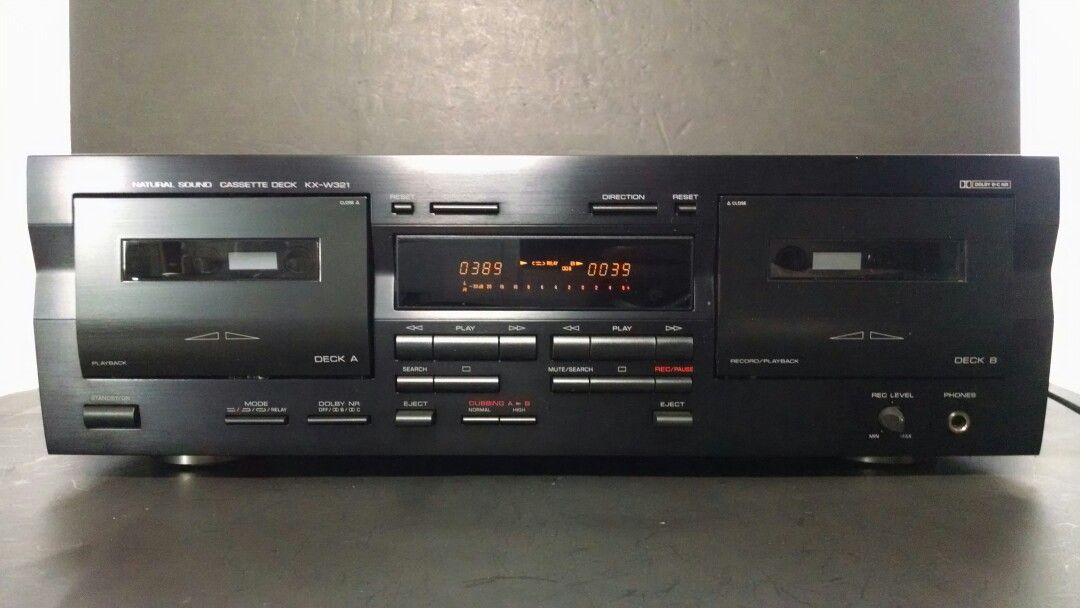 NATURAL SOUND CASSETTE DECK KX-W321
RESET
DIRECTION
RESET
DOLBY B·C NR
CLOSE
CLOSE
0389
RELAY
0039
PLAY
PLAY
PLAYBACK
DECK A
SEARCH
MUTE/SEARCH
REC/PAUSE
RECORD/PLAYBACK
DECK B
STANDBY/ON
MODE
/RELAY
DOLBY NR
OFF/ B/ C
EJECT
DUBBING A B
NORMAL
HIGH
EJECT
REC LEVEL
MIN
MAX
PHONES